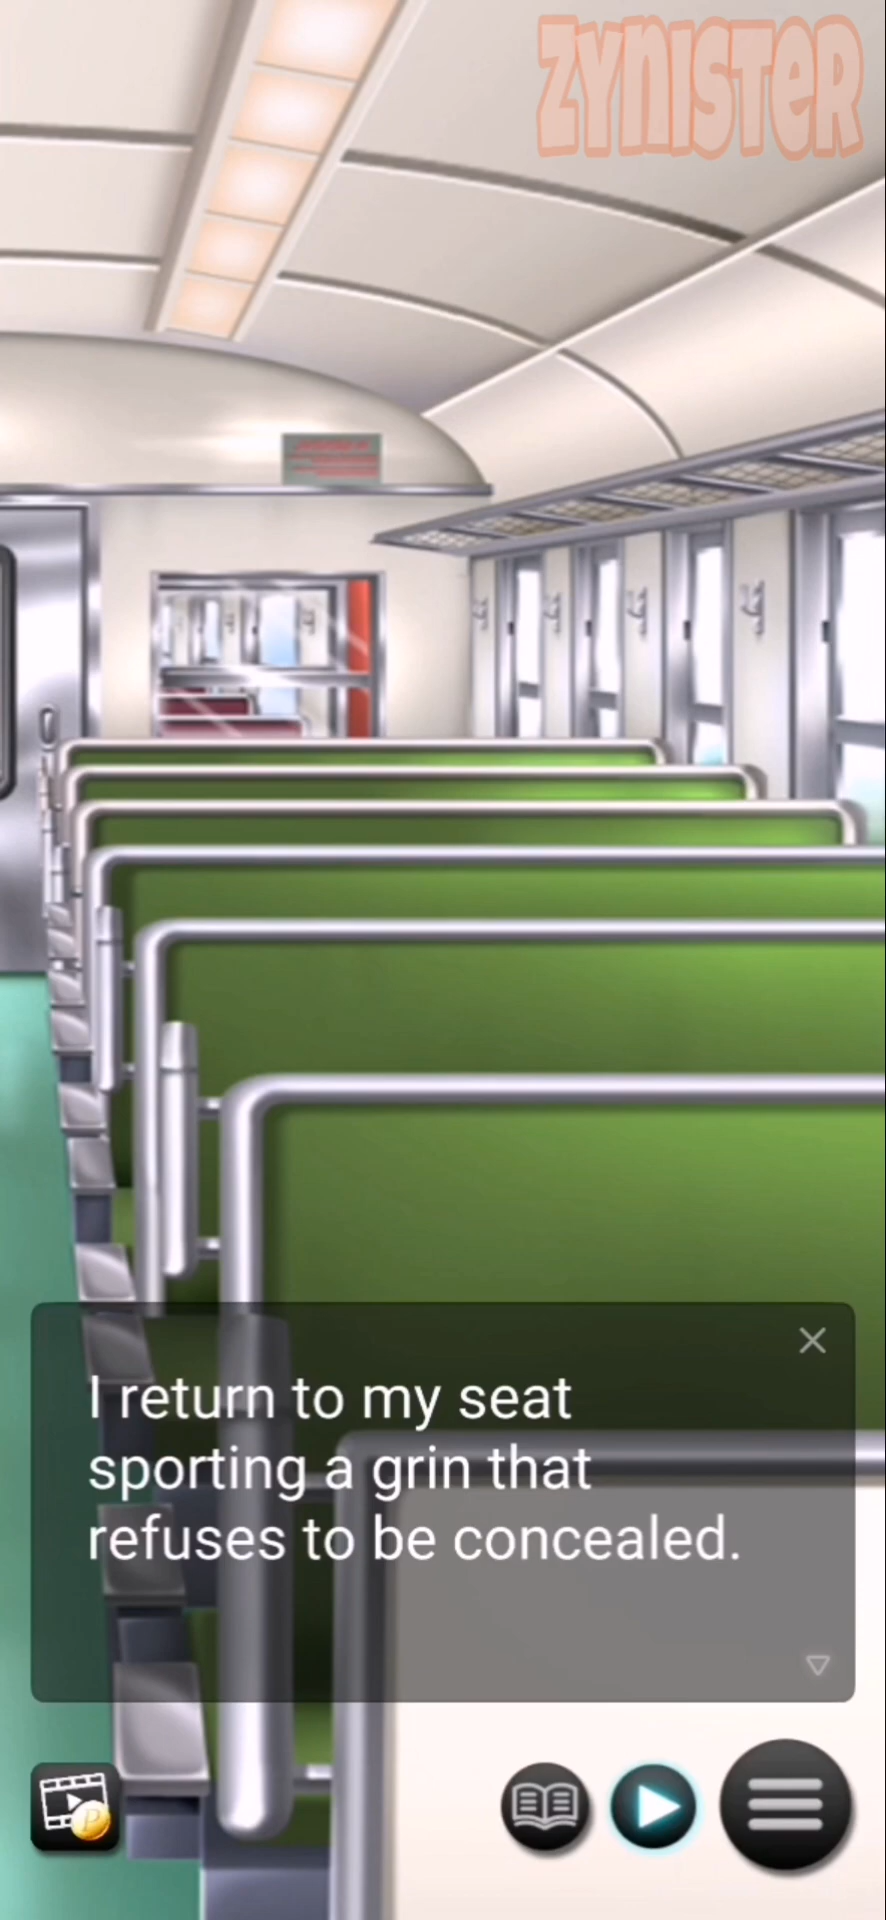 ZYNISTeR
I return to my seat
sporting a grin that
refuses to be concealed.
P